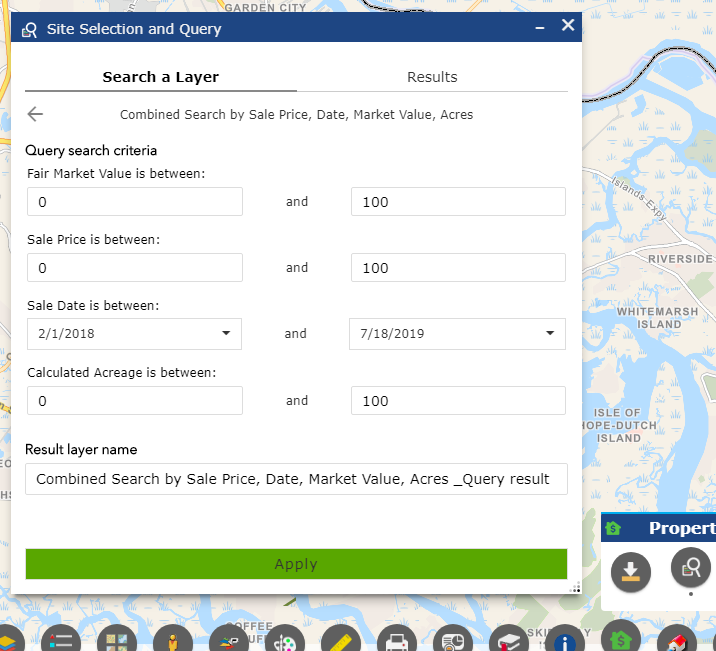 GARDEN CITY
Site Selection and Query
Search a Layer
Results
Combined Search by Sale Price, Date, Market Value, Acres
Query search criteria
Fair Market Value is between:
0 and 100
Sale Price is between:
0 and 100
Sale Date is between:
2/1/2018 and 7/18/2019
Calculated Acreage is between:
0 and 100
Result layer name
Combined Search by Sale Price, Date, Market Value, Acres _Query result
Apply
Islands Expy
RIVERSIDE
WHITEMARSH
ISLAND
ISLE OF
HOPE-DUTCH
ISLAND
Propert
COFFEE